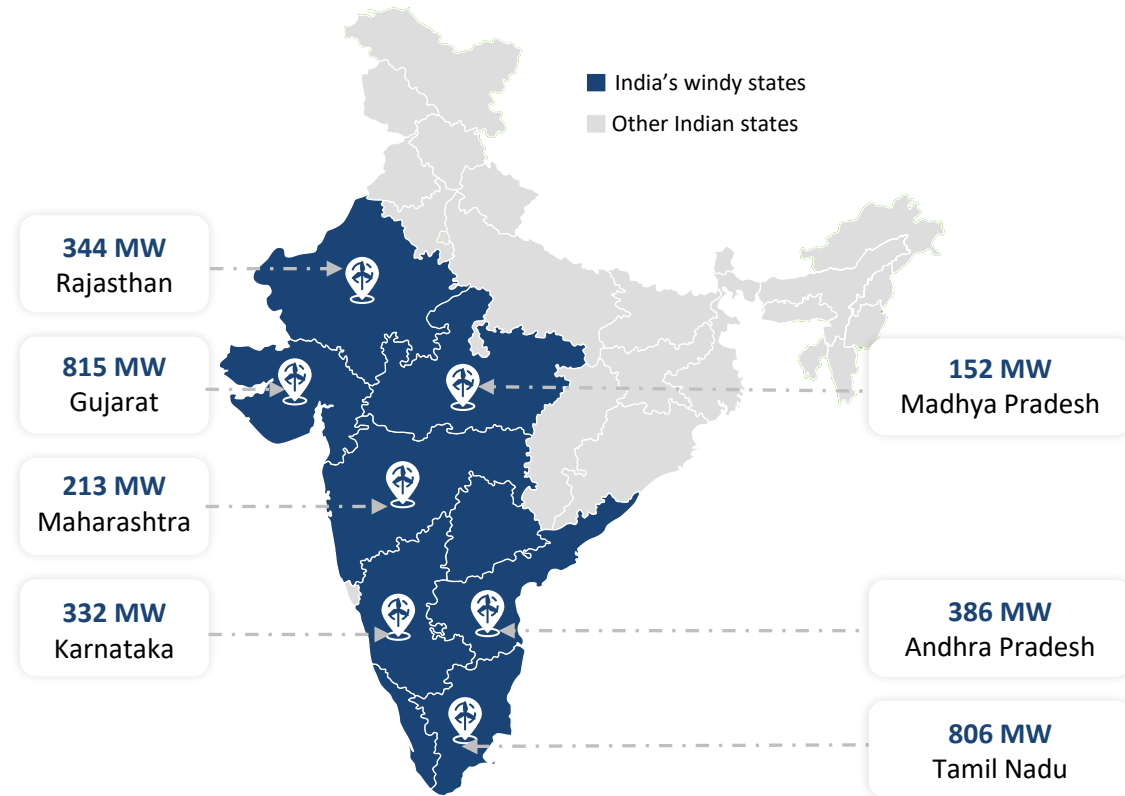 India’s windy states
Other Indian states
344 MW
Rajasthan
815 MW
Gujarat
213 MW
Maharashtra
332 MW
Karnataka
152 MW
Madhya Pradesh
386 MW
Andhra Pradesh
806 MW
Tamil Nadu